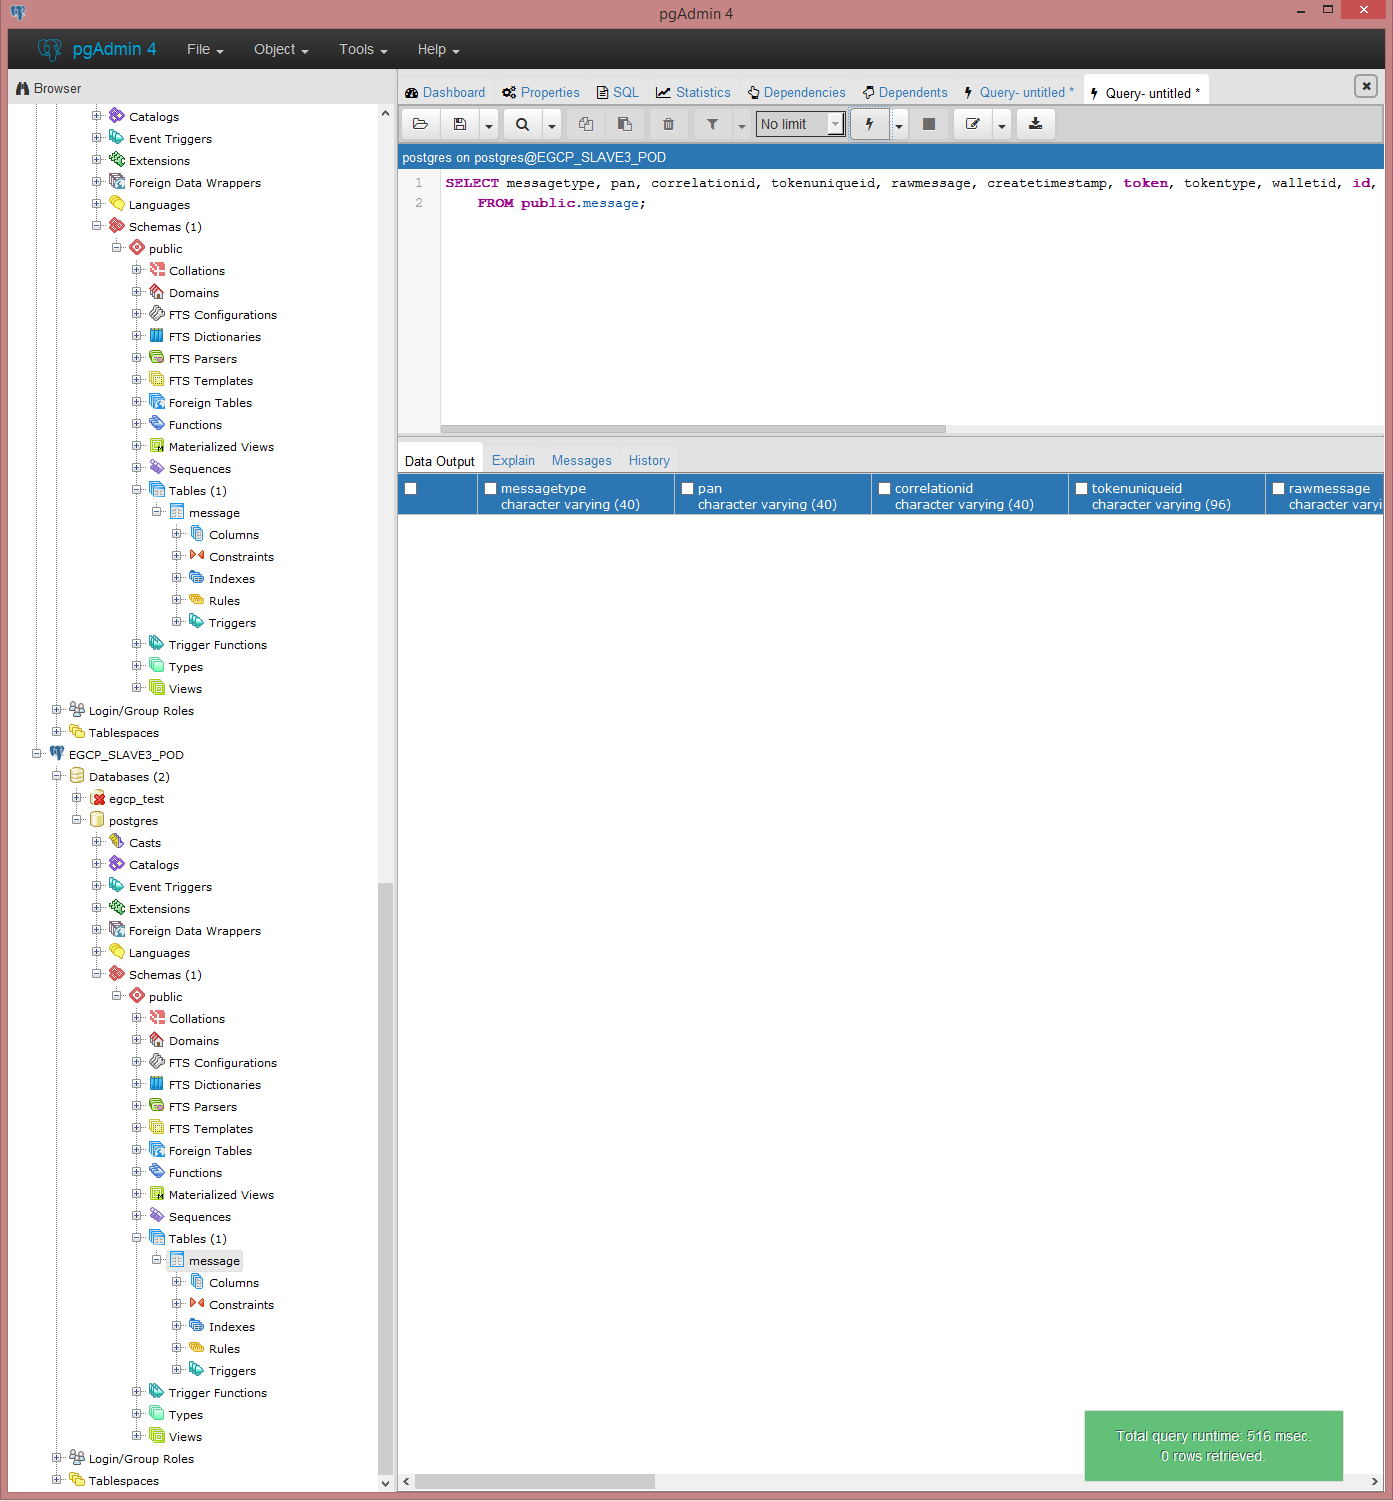 pgAdmin 4
pgAdmin 4 File Object Tools Help
Browser
Catalogs
Event Triggers
Extensions
Foreign Data Wrappers
Languages
Schemas (1)
public
Collations
Domains
FTS Configurations
FTS Dictionaries
FTS Parsers
FTS Templates
Foreign Tables
Functions
Materialized Views
Sequences
Tables (1)
message
Columns
Constraints
Indexes
Rules
Triggers
Trigger Functions
Types
Views
Login/Group Roles
Tablespaces
EGCP_SLAVE3_POD
Databases (2)
egcp_test
postgres
Casts
Catalogs
Event Triggers
Extensions
Foreign Data Wrappers
Languages
Schemas (1)
public
Collations
Domains
FTS Configurations
FTS Dictionaries
FTS Parsers
FTS Templates
Foreign Tables
Functions
Materialized Views
Sequences
Tables (1)
message
Columns
Constraints
Indexes
Rules
Triggers
Trigger Functions
Types
Views
Login/Group Roles
Tablespaces
Dashboard Properties SQL Statistics Dependencies Dependents Query- untitled * Query- untitled *
No limit
postgres on postgres@EGCP_SLAVE3_POD
1 SELECT messagetype, pan, correlationid, tokenuniqueid, rawmessage, createtimestamp, token, tokentype, walletid, id,
2 FROM public.message;
Data Output Explain Messages History
messagetype pan correlationid tokenuniqueid rawmessage
character varying (40) character varying (40) character varying (40) character varying (96) character varyi
Total query runtime: 516 msec.
0 rows retrieved.